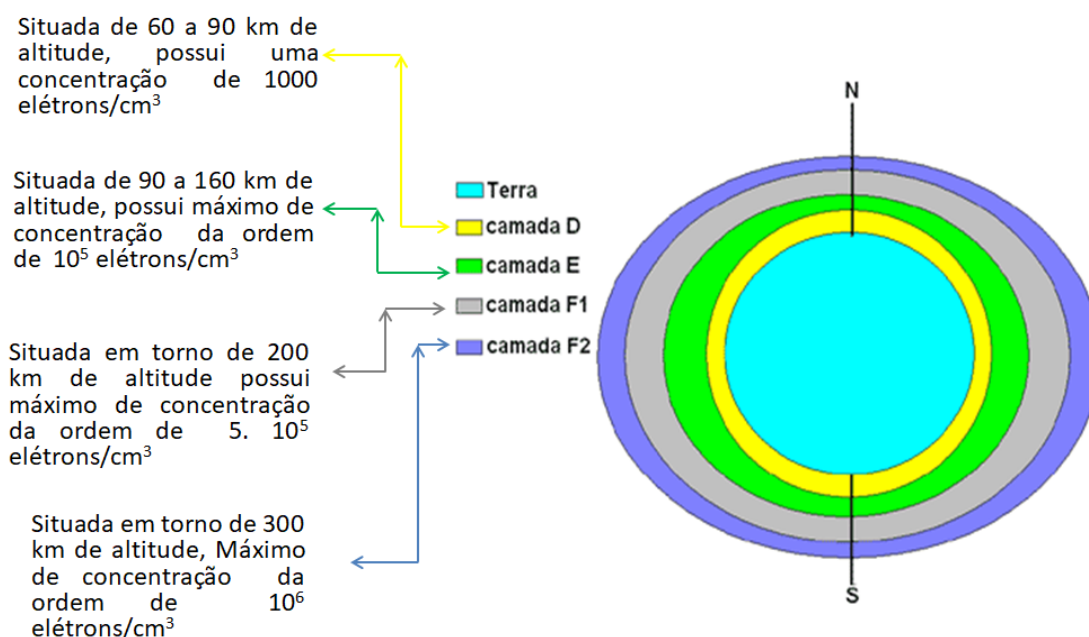 Situada de 60 a 90 km de
altitude, possui uma
concentração de 1000
elétrons/cm³
Situada de 90 a 160 km de
altitude, possui máximo de
concentração da ordem
de 10⁵ elétrons/cm³
Situada em torno de 200
km de altitude possui
máximo de concentração
da ordem de 5. 10⁵
elétrons/cm³
Situada em torno de 300
km de altitude, Máximo
de concentração da
ordem de 10⁶
elétrons/cm³
Terra
camada D
camada E
camada F1
camada F2
N
S